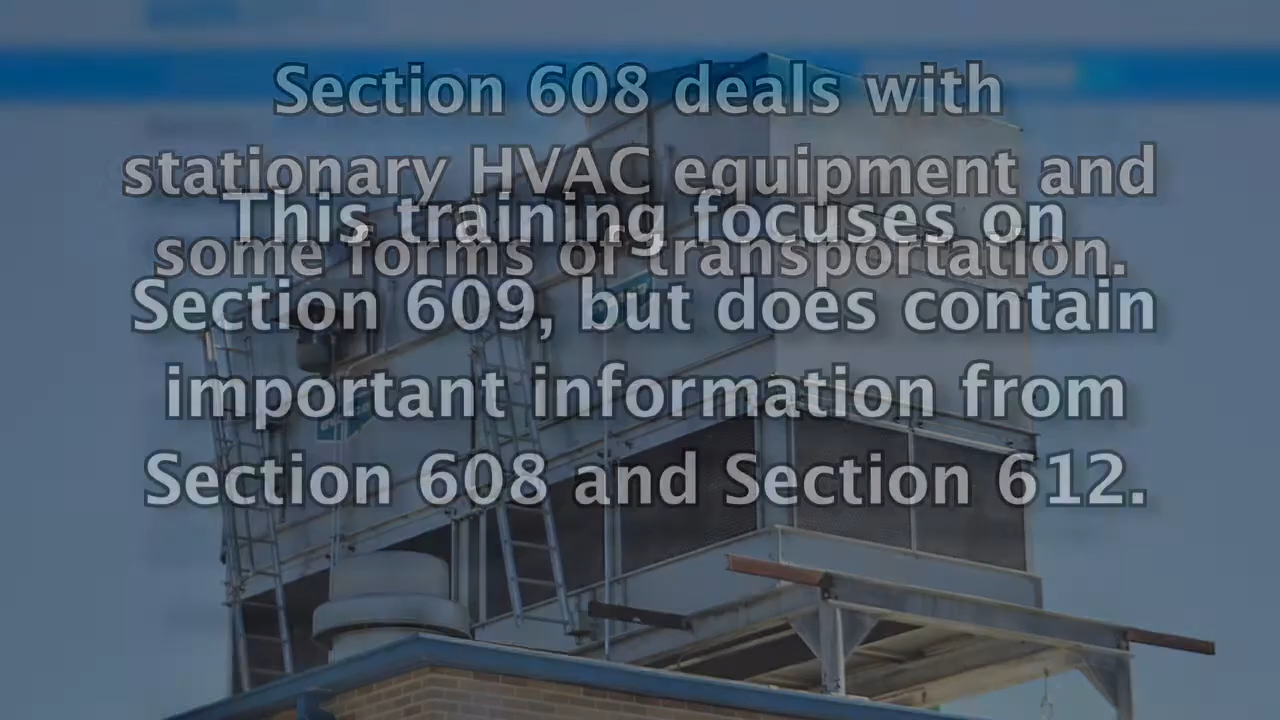 Section 608 deals with
stationary HVAC equipment and
some forms of transportation.
This training focuses on
Section 609, but does contain
important information from
Section 608 and Section 612.